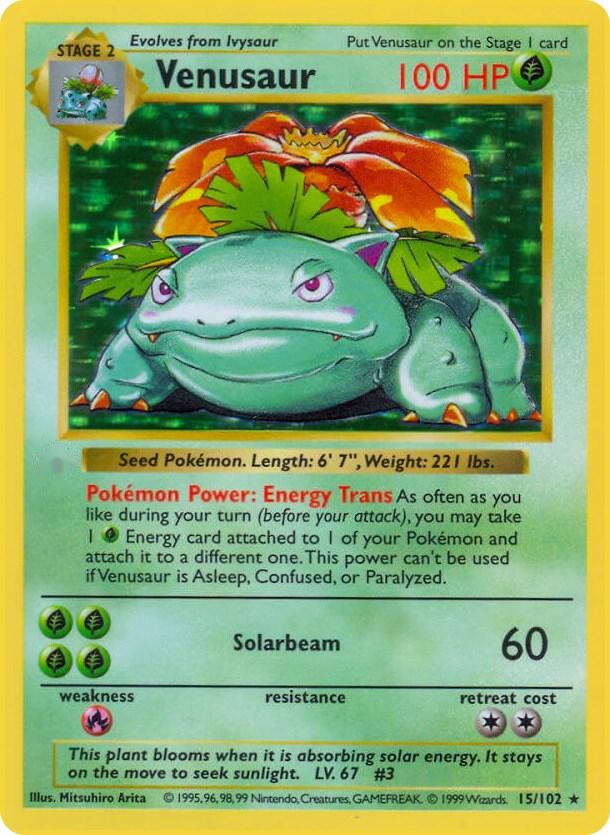 STAGE 2
Evolves from Ivysaur
Put Venusaur on the Stage 1 card
Venusaur
100 HP
Seed Pokémon. Length: 6' 7", Weight: 221 lbs.
Pokémon Power: Energy Trans As often as you
like during your turn (before your attack), you may take
1 Energy card attached to 1 of your Pokémon and
attach it to a different one. This power can't be used
if Venusaur is Asleep, Confused, or Paralyzed.
Solarbeam
60
weakness
resistance
retreat cost
This plant blooms when it is absorbing solar energy. It stays
on the move to seek sunlight. LV. 67 #3
Illus. Mitsuhiro Arita © 1995, 96, 98, 99 Nintendo, Creatures, GAMEFREAK. © 1999 Wizards. 15/102 ★